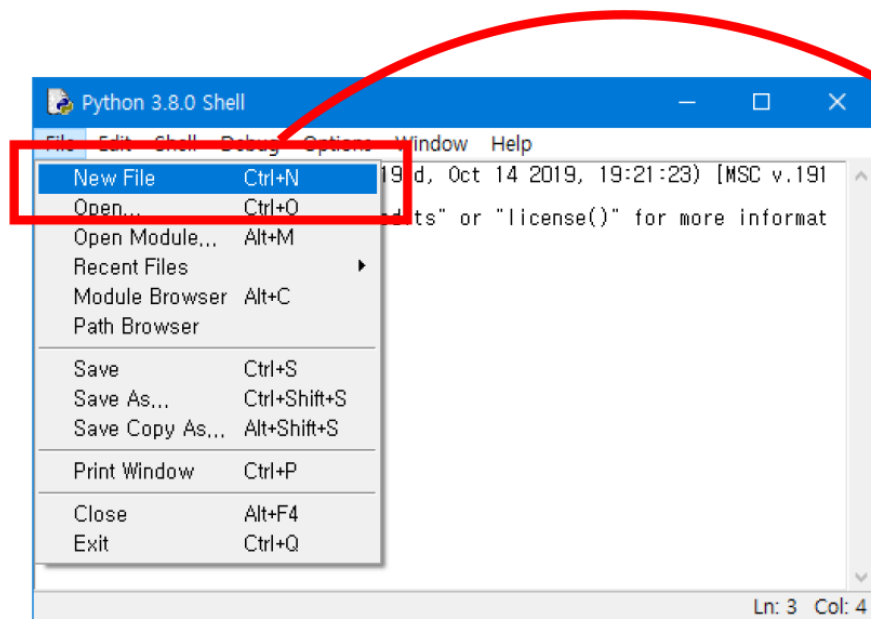 Python 3.8.0 Shell
File Edit Shell Debug Options Window Help
New File Ctrl+N
19 d, Oct 14 2019, 19:21:23) [MSC v.191
Open... Ctrl+O
" or "license()" for more informat
Open Module... Alt+M
Recent Files
Module Browser Alt+C
Path Browser
Save Ctrl+S
Save As... Ctrl+Shift+S
Save Copy As... Alt+Shift+S
Print Window Ctrl+P
Close Alt+F4
Exit Ctrl+Q
Ln: 3 Col: 4